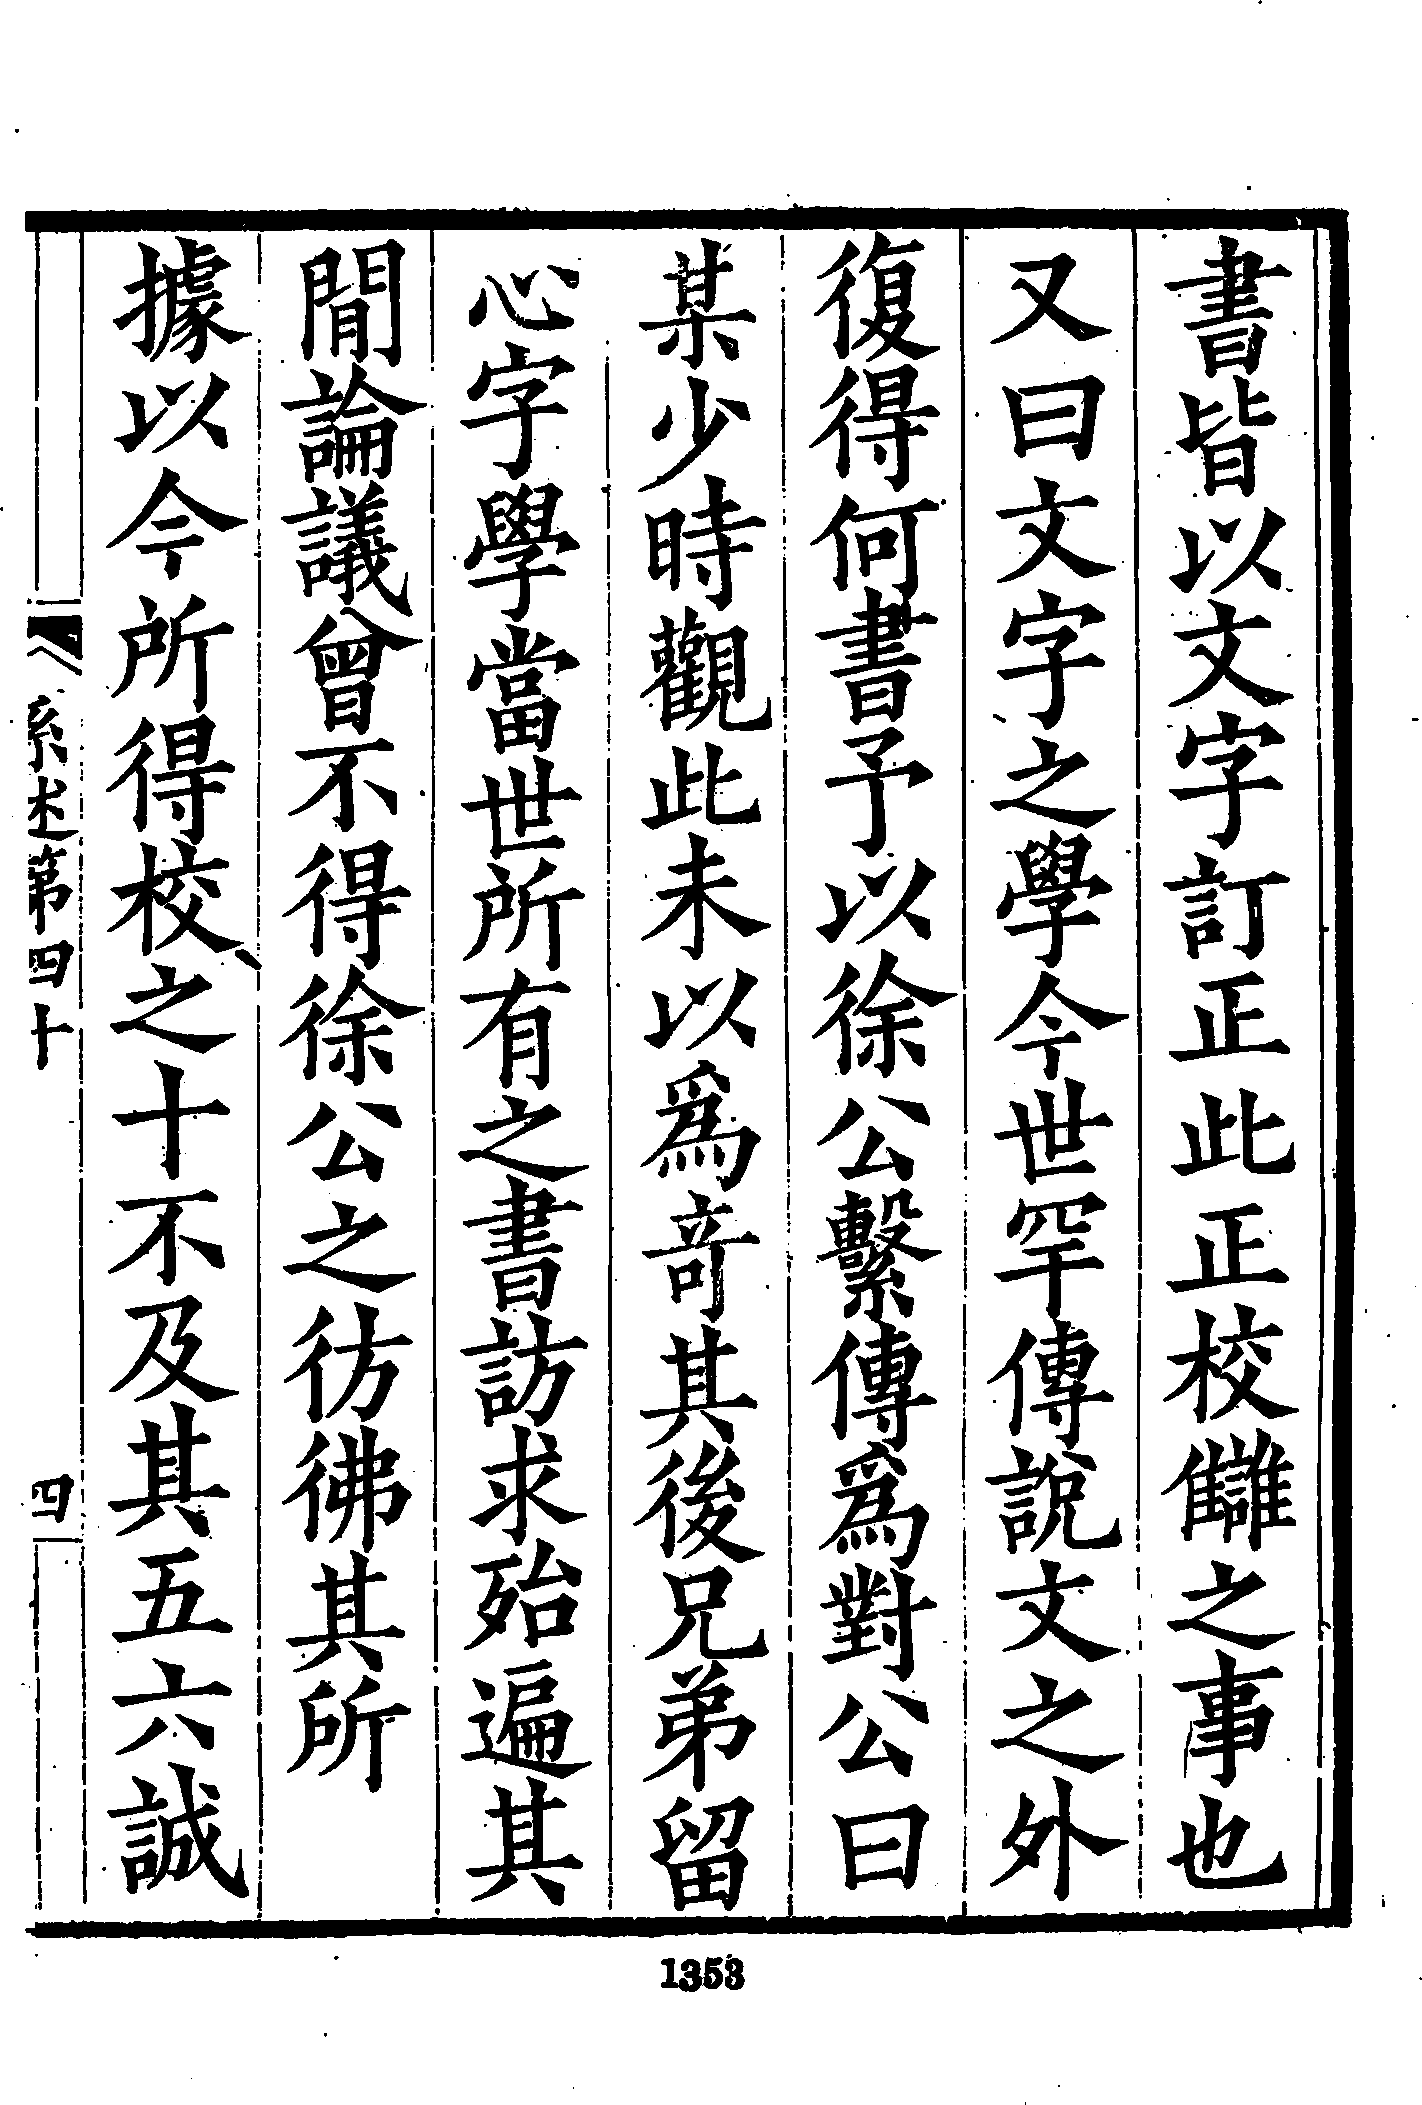 書皆以文字訂正此正校讎之事也
又曰文字之學今世罕傳說文之外
復得何書予以徐公繫傳爲對公曰
某少時觀此未以爲竒其後兄弟留
心字學當世所有之書訪求殆遍其
閒論議曾不得徐公之彷彿其所
據以今所得校之十不及其五六誠
系述第四十
四
1353